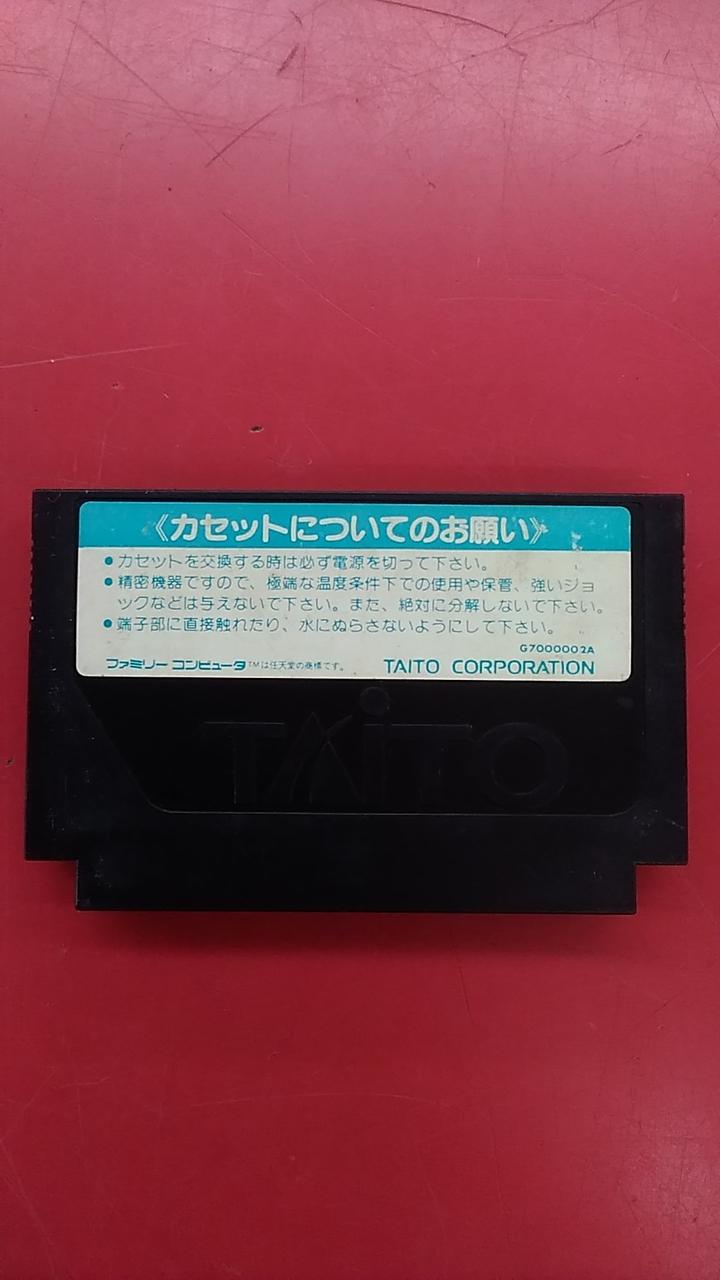 《カセットについてのお願い》
●カセットを交換する時は必ず電源を切って下さい。
●精密機器ですので、極端な温度条件下での使用や保管、強いジョ
ックなどは与えないで下さい。また、絶対に分解しないで下さい。
●端子部に直接触れたり、水にぬらさないようにして下さい。
G7000002A
ファミリーコンピュータ™は任天堂の商標です。 TAITO CORPORATION
TAITO